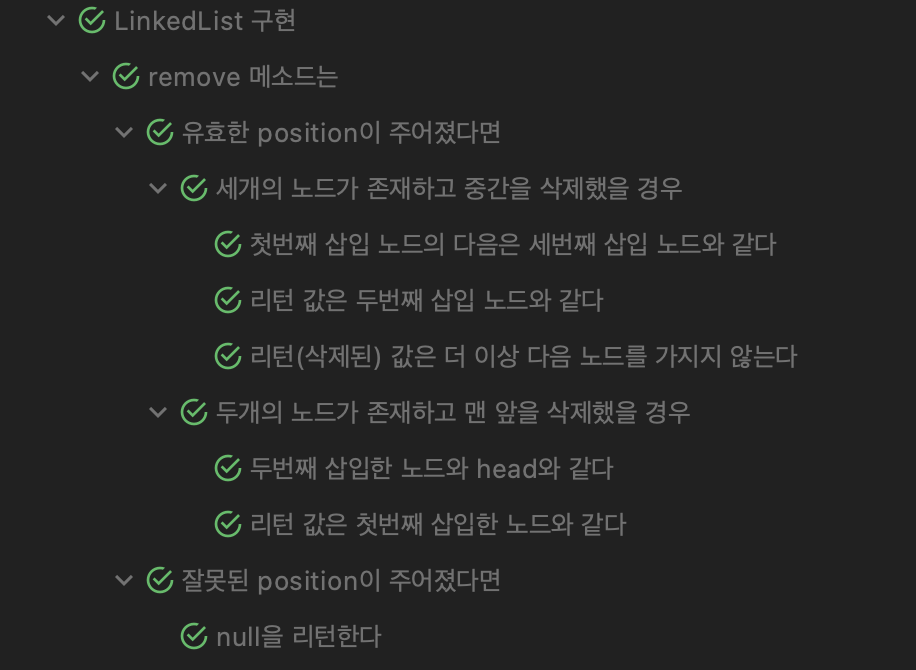 LinkedList 구현
remove 메소드는
유효한 position이 주어졌다면
세개의 노드가 존재하고 중간을 삭제했을 경우
첫번째 삽입 노드의 다음은 세번째 삽입 노드와 같다
리턴 값은 두번째 삽입 노드와 같다
리턴(삭제된) 값은 더 이상 다음 노드를 가지지 않는다
두개의 노드가 존재하고 맨 앞을 삭제했을 경우
두번째 삽입한 노드와 head와 같다
리턴 값은 첫번째 삽입한 노드와 같다
잘못된 position이 주어졌다면
null을 리턴한다